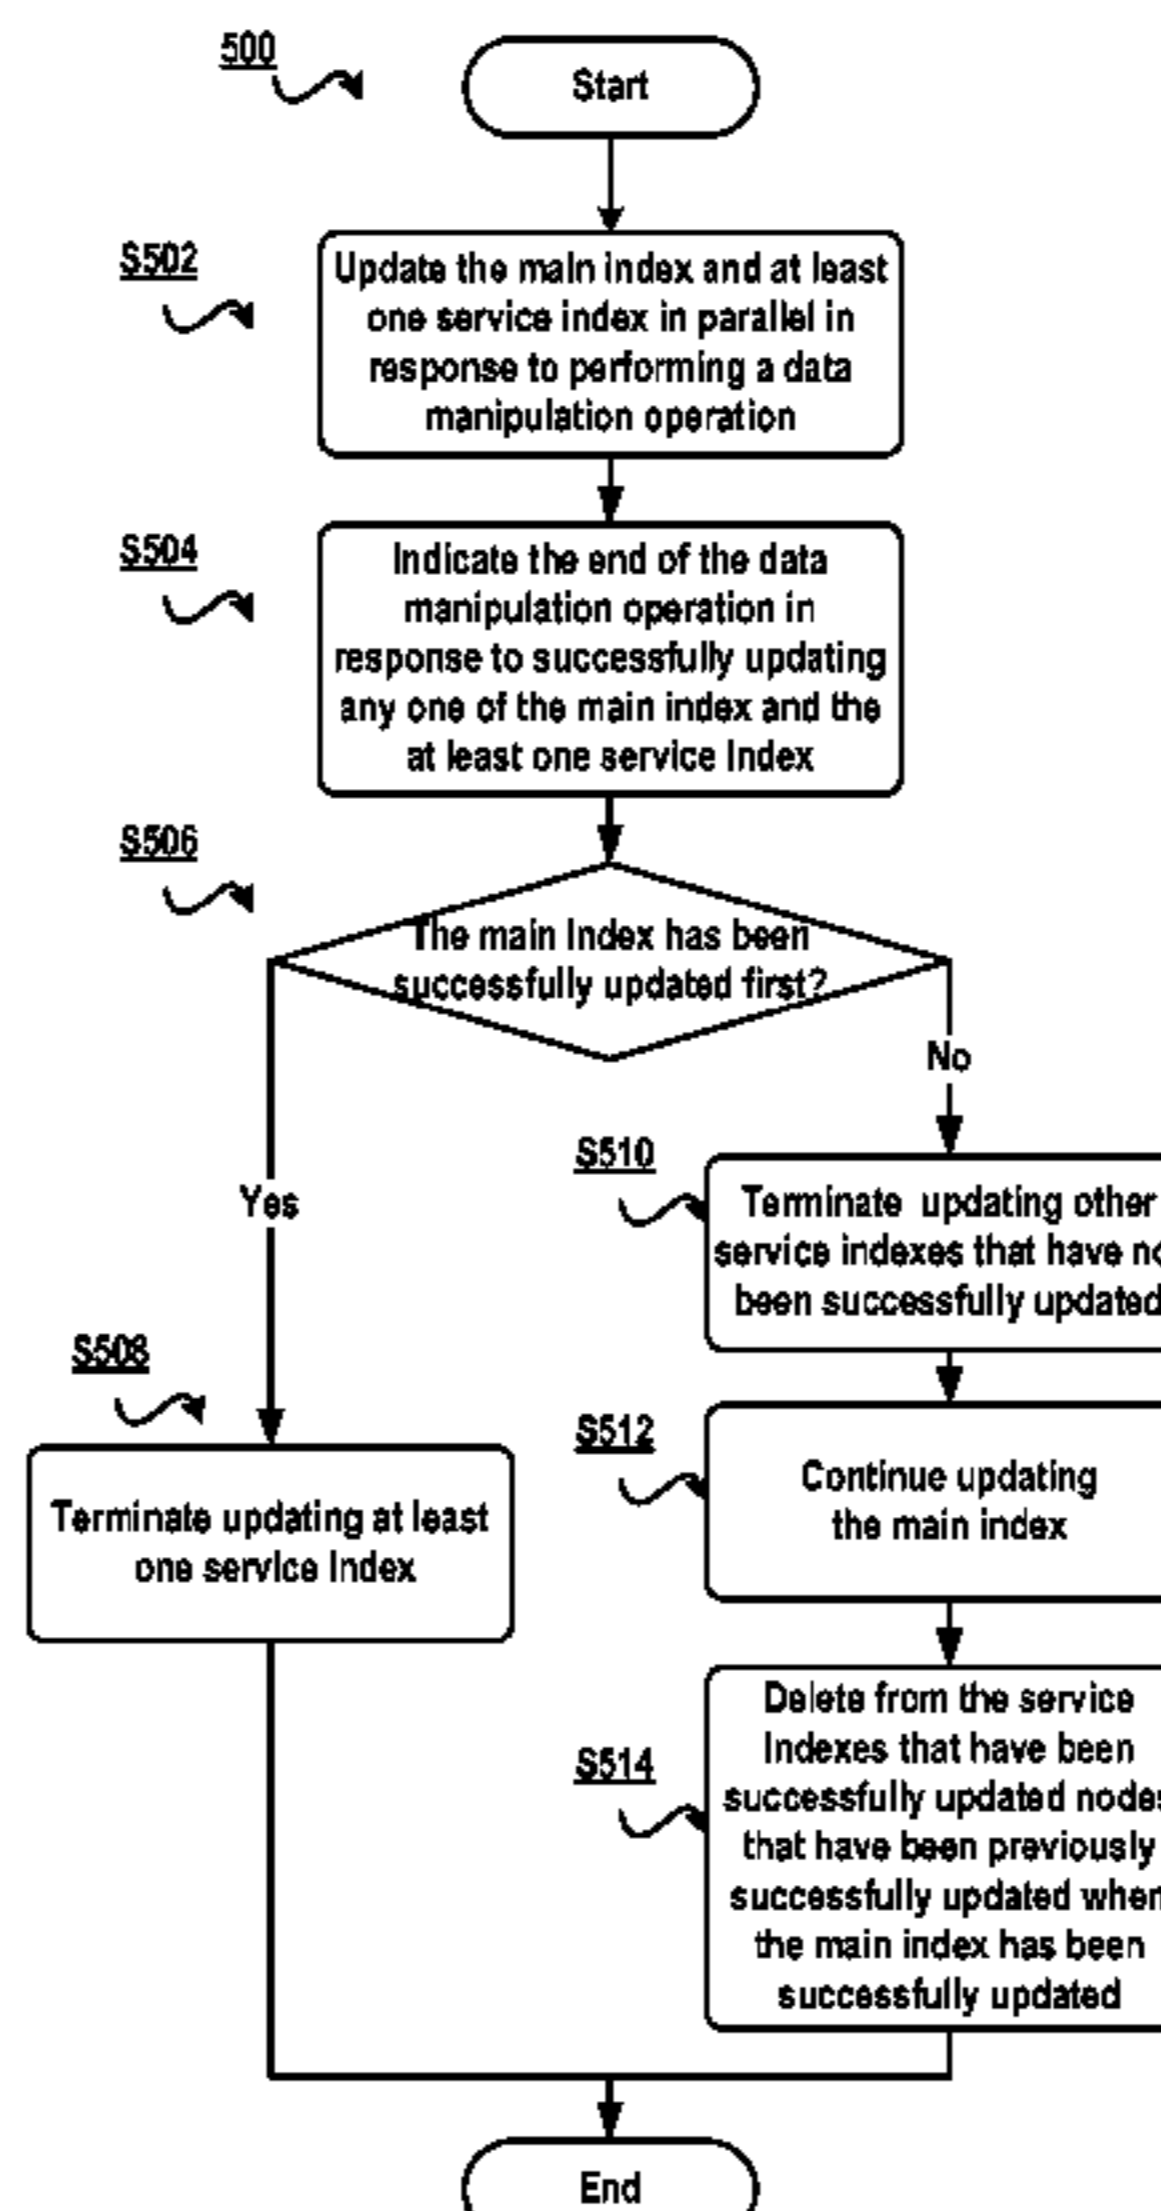 500
Start
S502
Update the main index and at least
one service index in parallel in
response to performing a data
manipulation operation
S504
Indicate the end of the data
manipulation operation in
response to successfully updating
any one of the main index and the
at least one service Index
S506
The main Index has been
successfully updated first?
No
Yes
S510
Terminate updating other
service indexes that have
been successfully updated
S508
Terminate updating at least
one service Index
S512
Continue updating
the main index
S514
Delete from the service
Indexes that have been
successfully updated nodes
that have been previously
successfully updated when
the main index has been
successfully updated
End